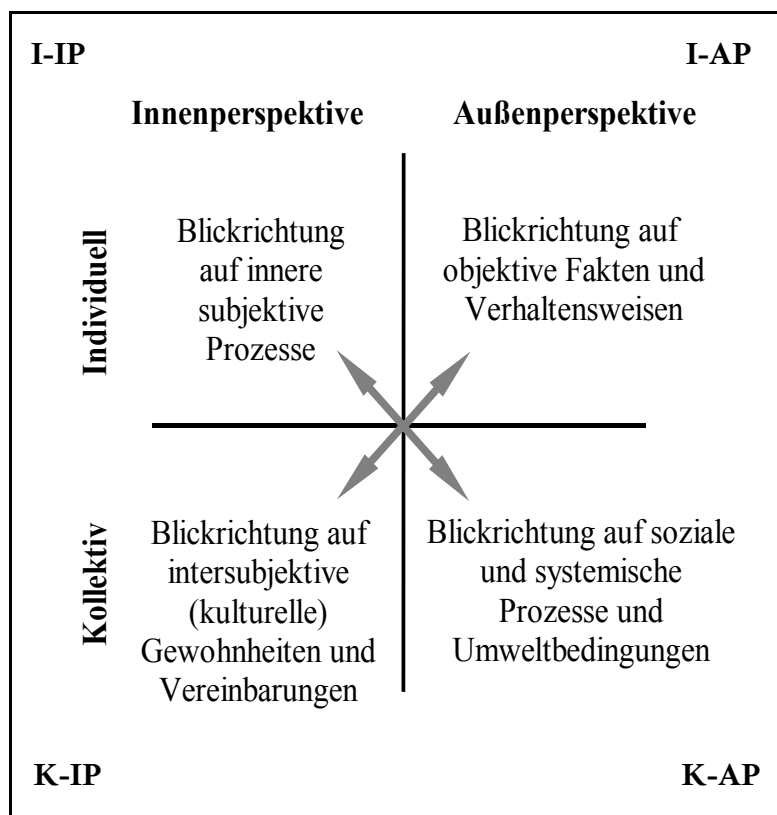 I-IP
I-AP
Innenperspektive
Außenperspektive
Individuell
Blickrichtung
auf innere
subjektive
Prozesse
Blickrichtung auf
objektive Fakten und
Verhaltensweisen
Kollektiv
Blickrichtung auf
intersubjektive
(kulturelle)
Gewohnheiten und
Vereinbarungen
Blickrichtung auf soziale
und systemische
Prozesse und
Umweltbedingungen
K-IP
K-AP